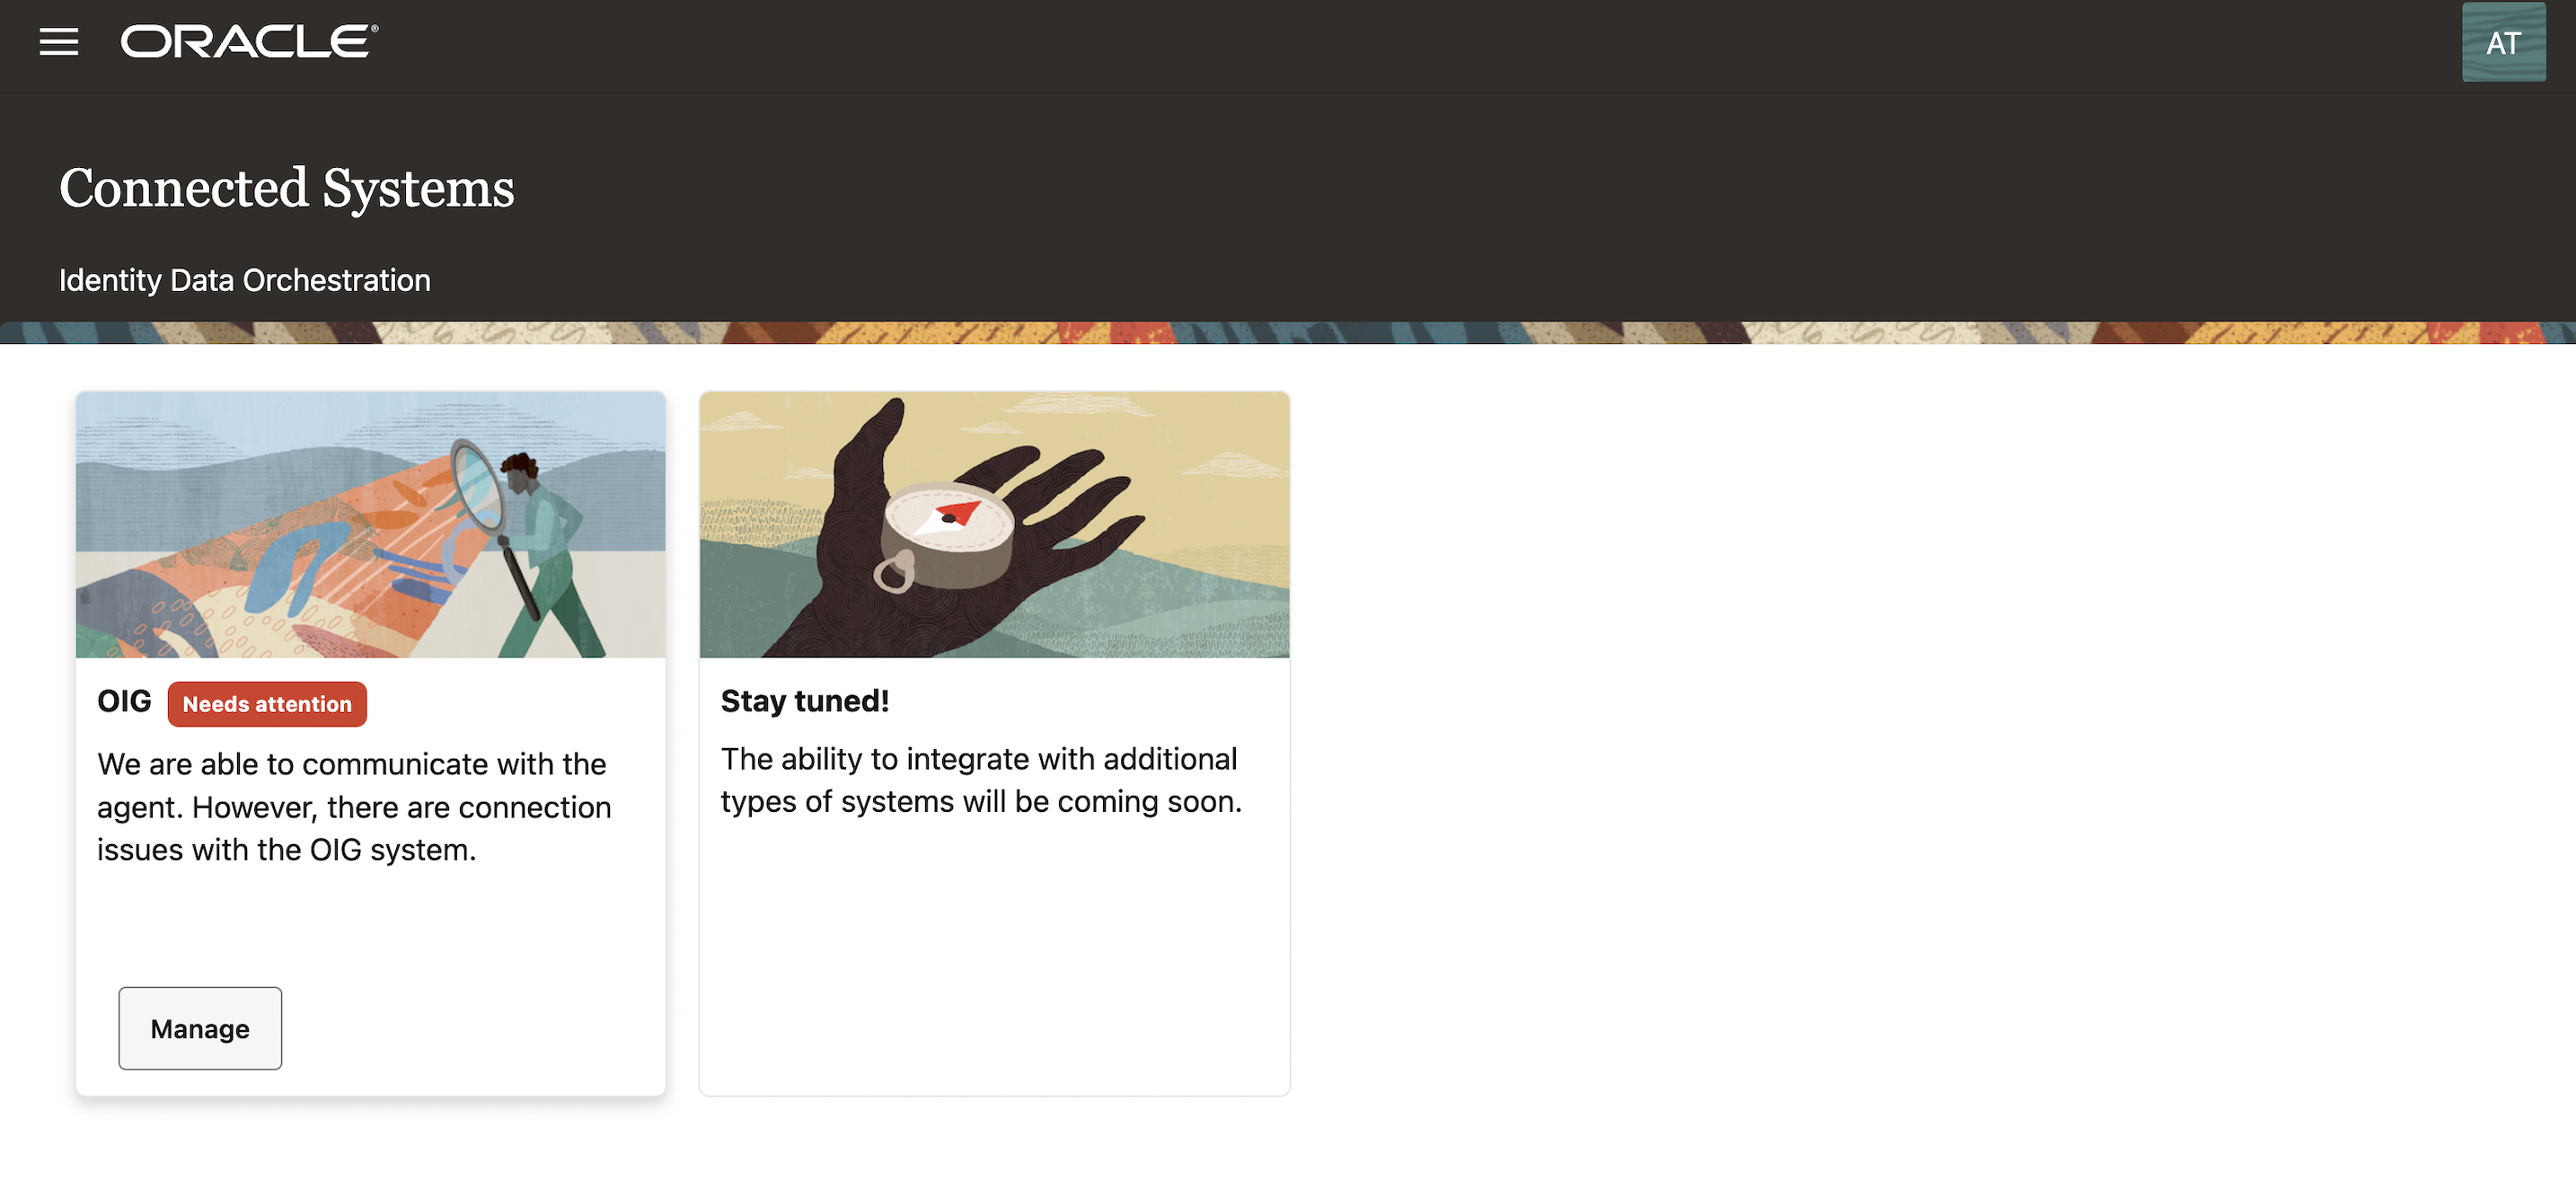 ORACLE®
AT
Connected Systems
Identity Data Orchestration
OIG Needs attention
We are able to communicate with the
agent. However, there are connection
issues with the OIG system.
Manage
Stay tuned!
The ability to integrate with additional
types of systems will be coming soon.